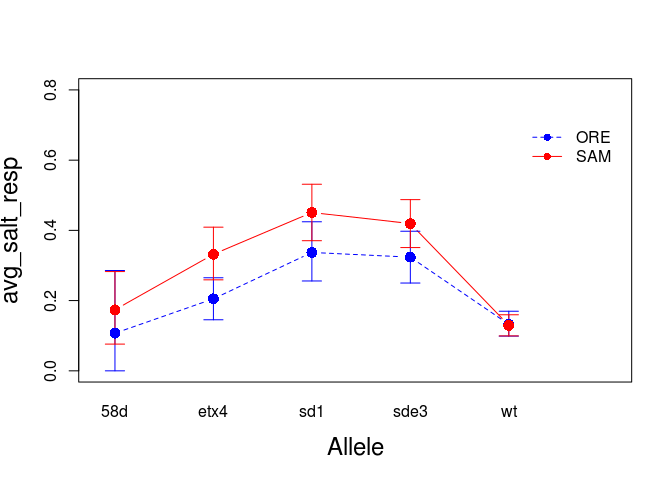 0.8
0.6
0.4
0.2
0.0
avg_salt_resp
ORE
SAM
58d etx4 sd1 sde3 wt
Allele